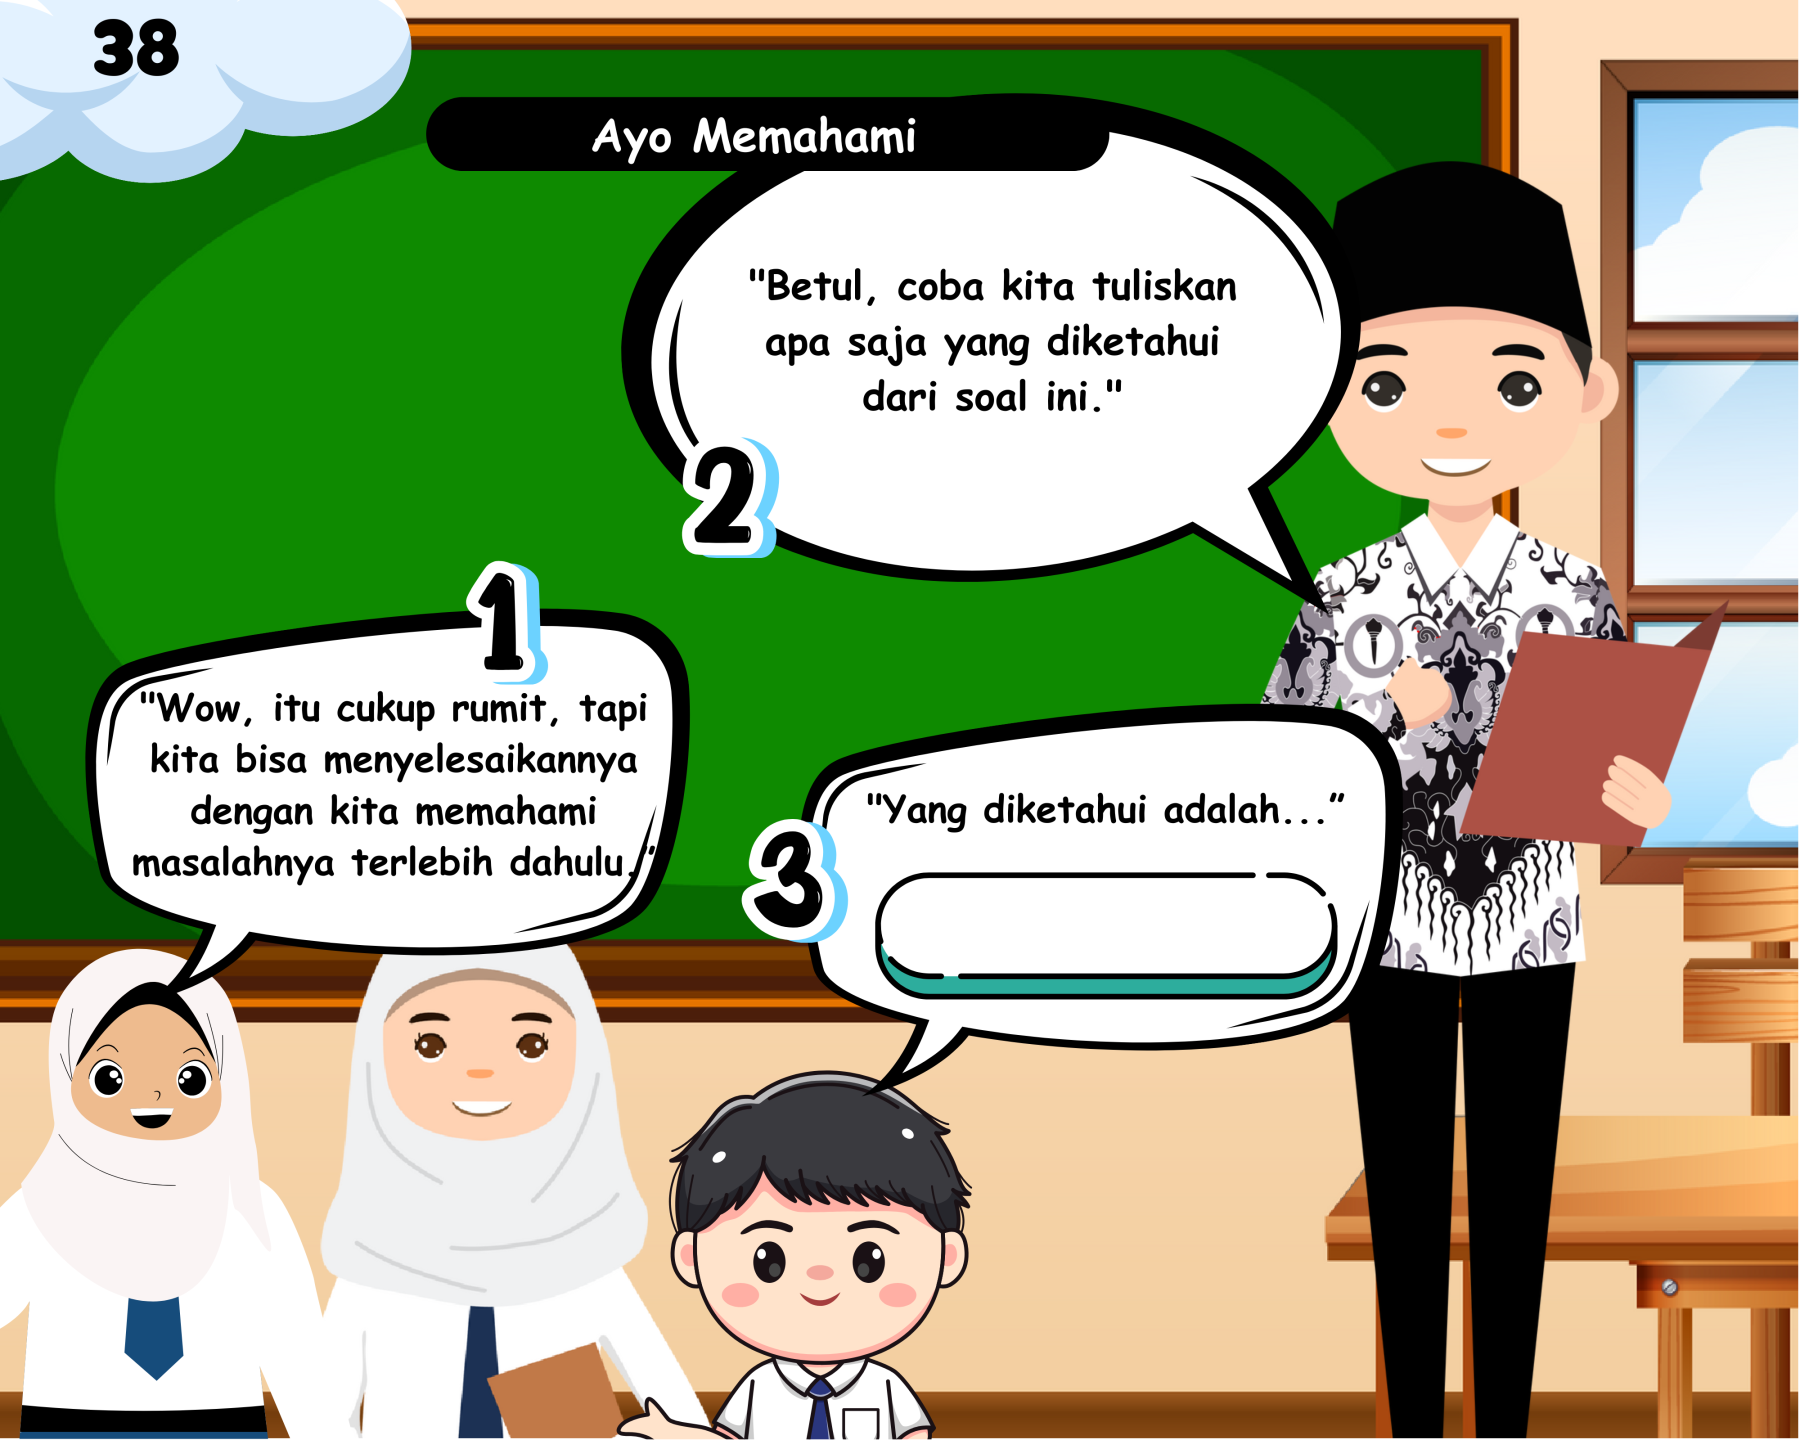 38
Ayo Memahami
1
"Wow, itu cukup rumit, tapi
kita bisa menyelesaikannya
dengan kita memahami
masalahnya terlebih dahulu."
2
"Betul, coba kita tuliskan
apa saja yang diketahui
dari soal ini."
3
"Yang diketahui adalah...”